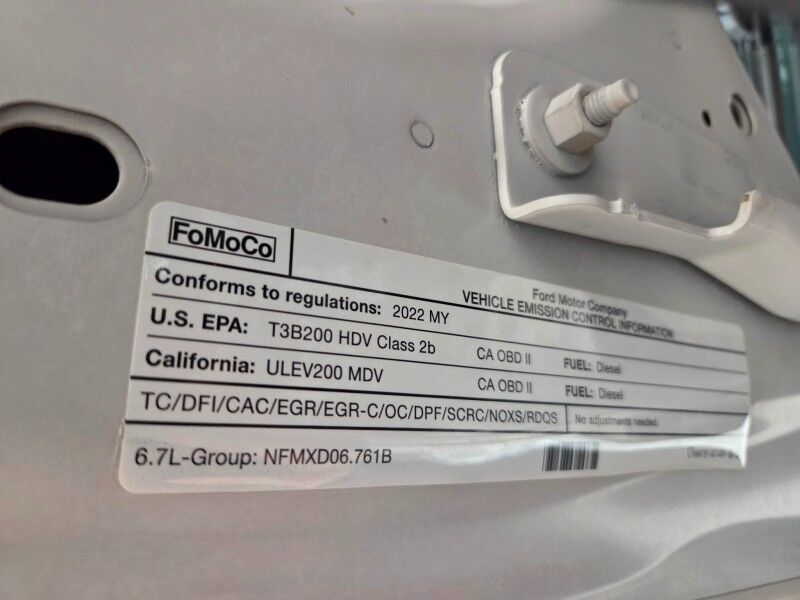 FoMoCo
Ford Motor Company
VEHICLE EMISSION CONTROL INFORMATION
Conforms to regulations: 2022 MY
U.S. EPA: T3B200 HDV Class 2b CA OBD II FUEL: Diesel
California: ULEV200 MDV CA OBD II FUEL: Diesel
TC/DFI/CAC/EGR/EGR-C/OC/DPF/SCRC/NOXS/RDQS No adjustments needed.
6.7L-Group: NFMXD06.761B